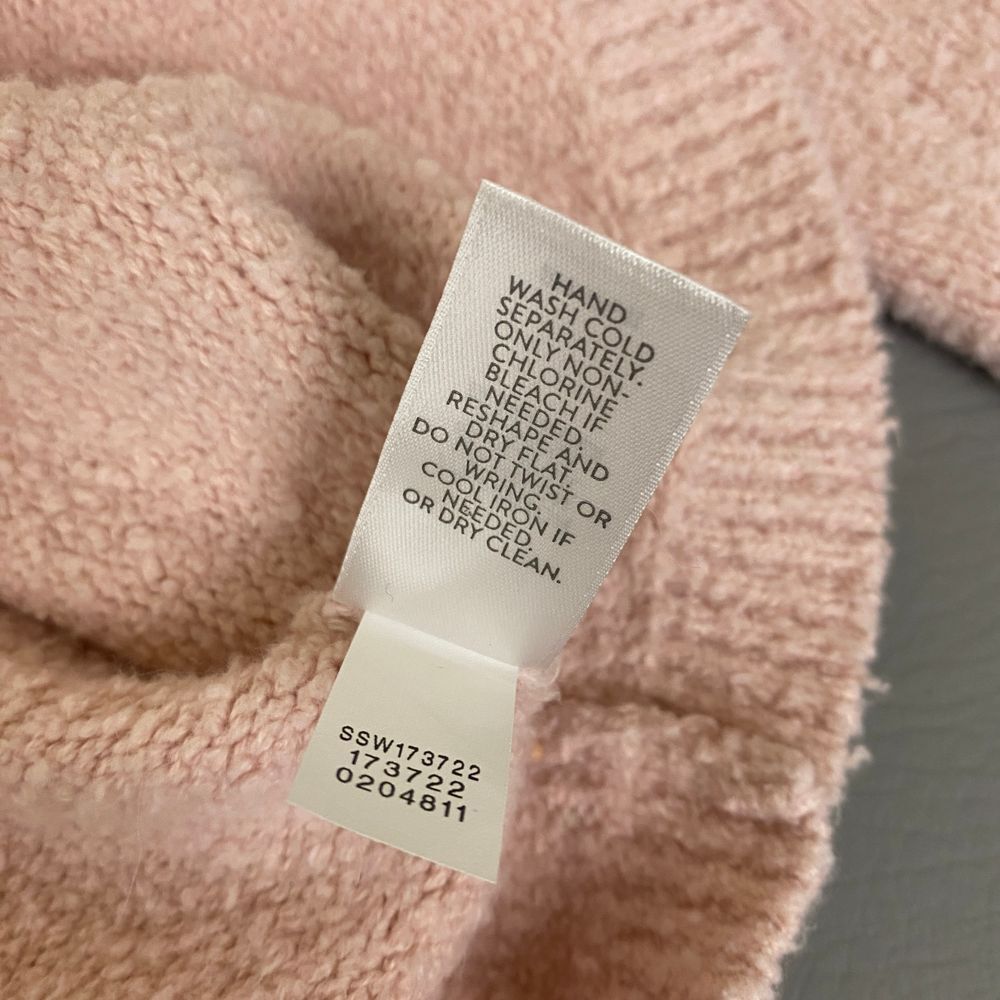 HAND
WASH COLD
SEPARATELY.
ONLY NON-
CHLORINE
BLEACH IF
NEEDED.
RESHAPE AND
DRY FLAT.
DO NOT TWIST OR
WRING.
COOL IRON IF
NEEDED.
OR DRY CLEAN.
SSW173722
173722
0204811